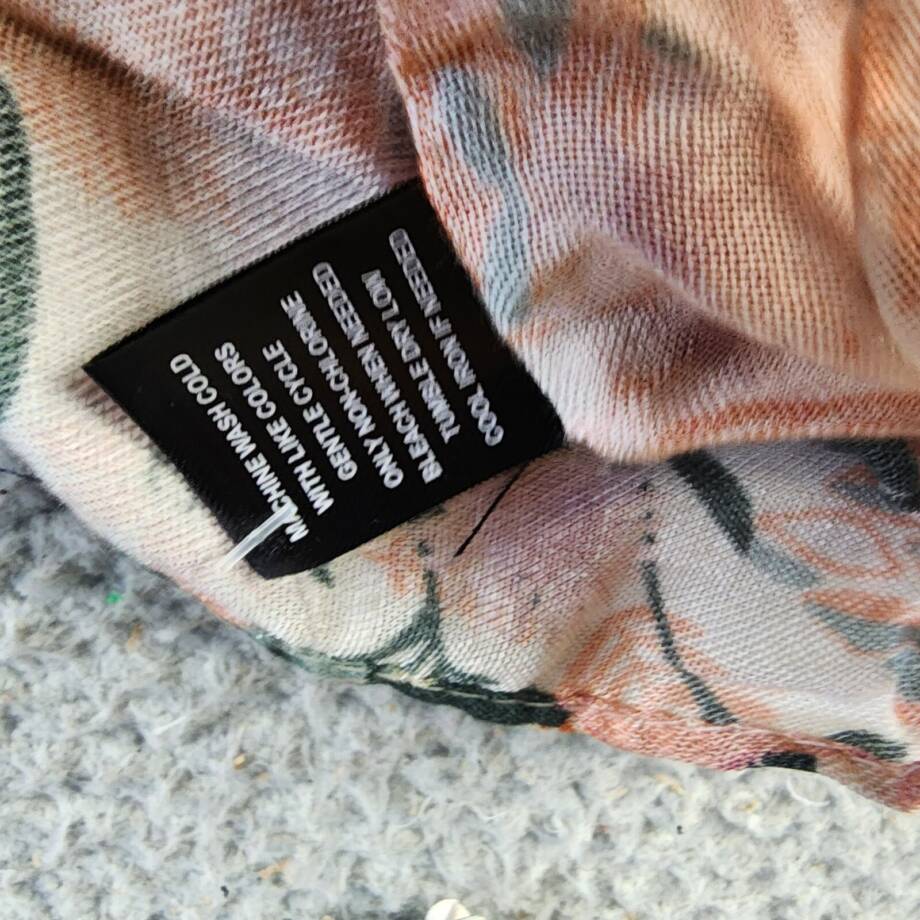 MACHINE WASH COLD
WITH LIKE COLORS
GENTLE CYCLE
ONLY NON-CHLORINE
BLEACH WHEN NEEDED
TUMBLE DRY LOW
COOL IRON IF NEEDED